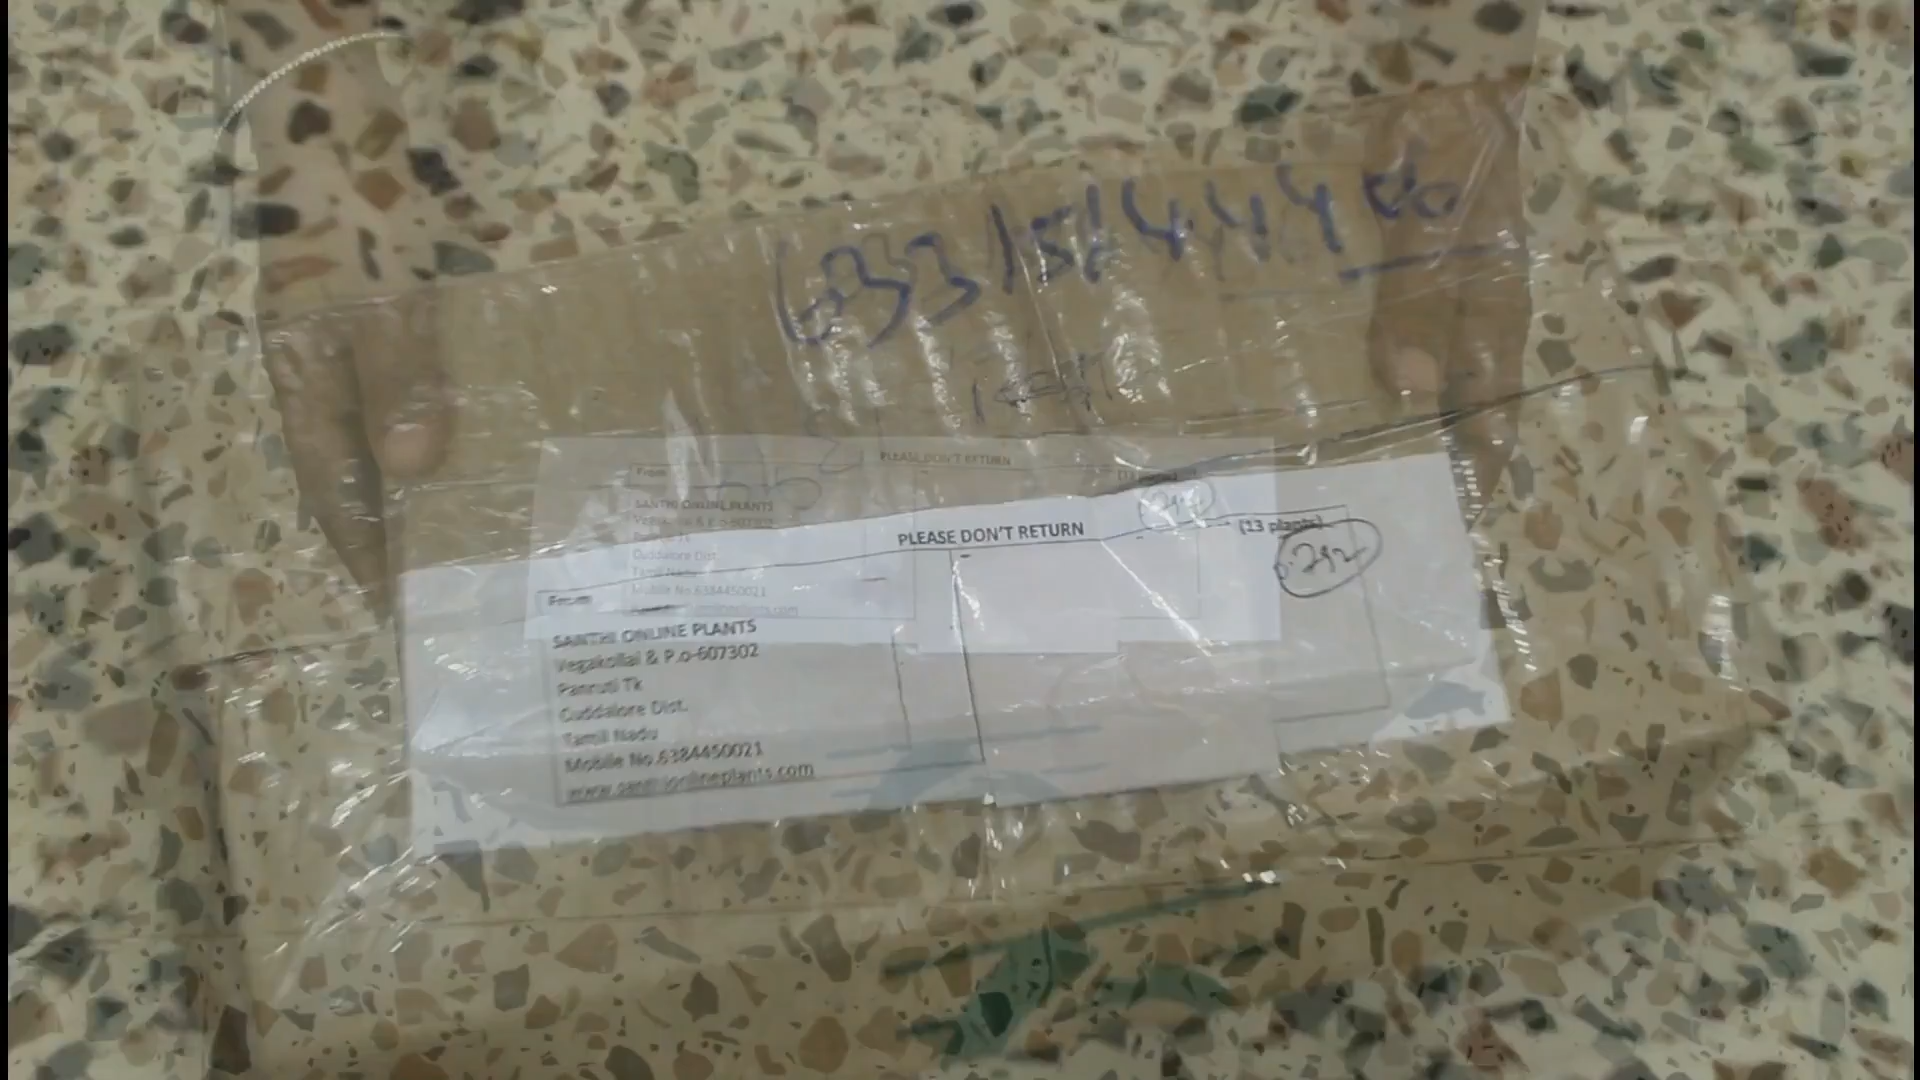 PLEASE DON'T RETURN
(13 plants)
292
From
SANTHI ONLINE PLANTS
Vegakollai & P.o-607302
Panruti Tk
Cuddalore Dist.
Tamil Nadu
Mobile No.6384450021
www.santhionlineplants.com